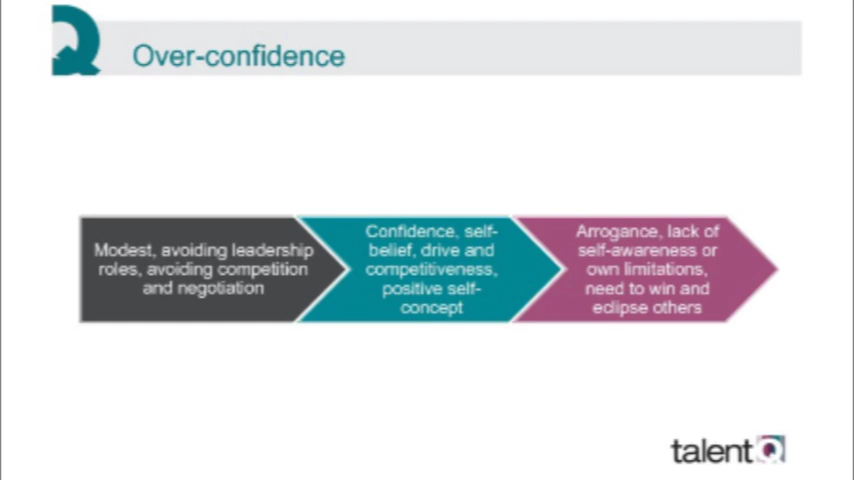 Over-confidence
Modest, avoiding leadership
roles, avoiding competition
and negotiation
Confidence, self-
belief, drive and
competitiveness,
positive self-
concept
Arrogance, lack of
self-awareness or
own limitations,
need to win and
eclipse others
talentQ